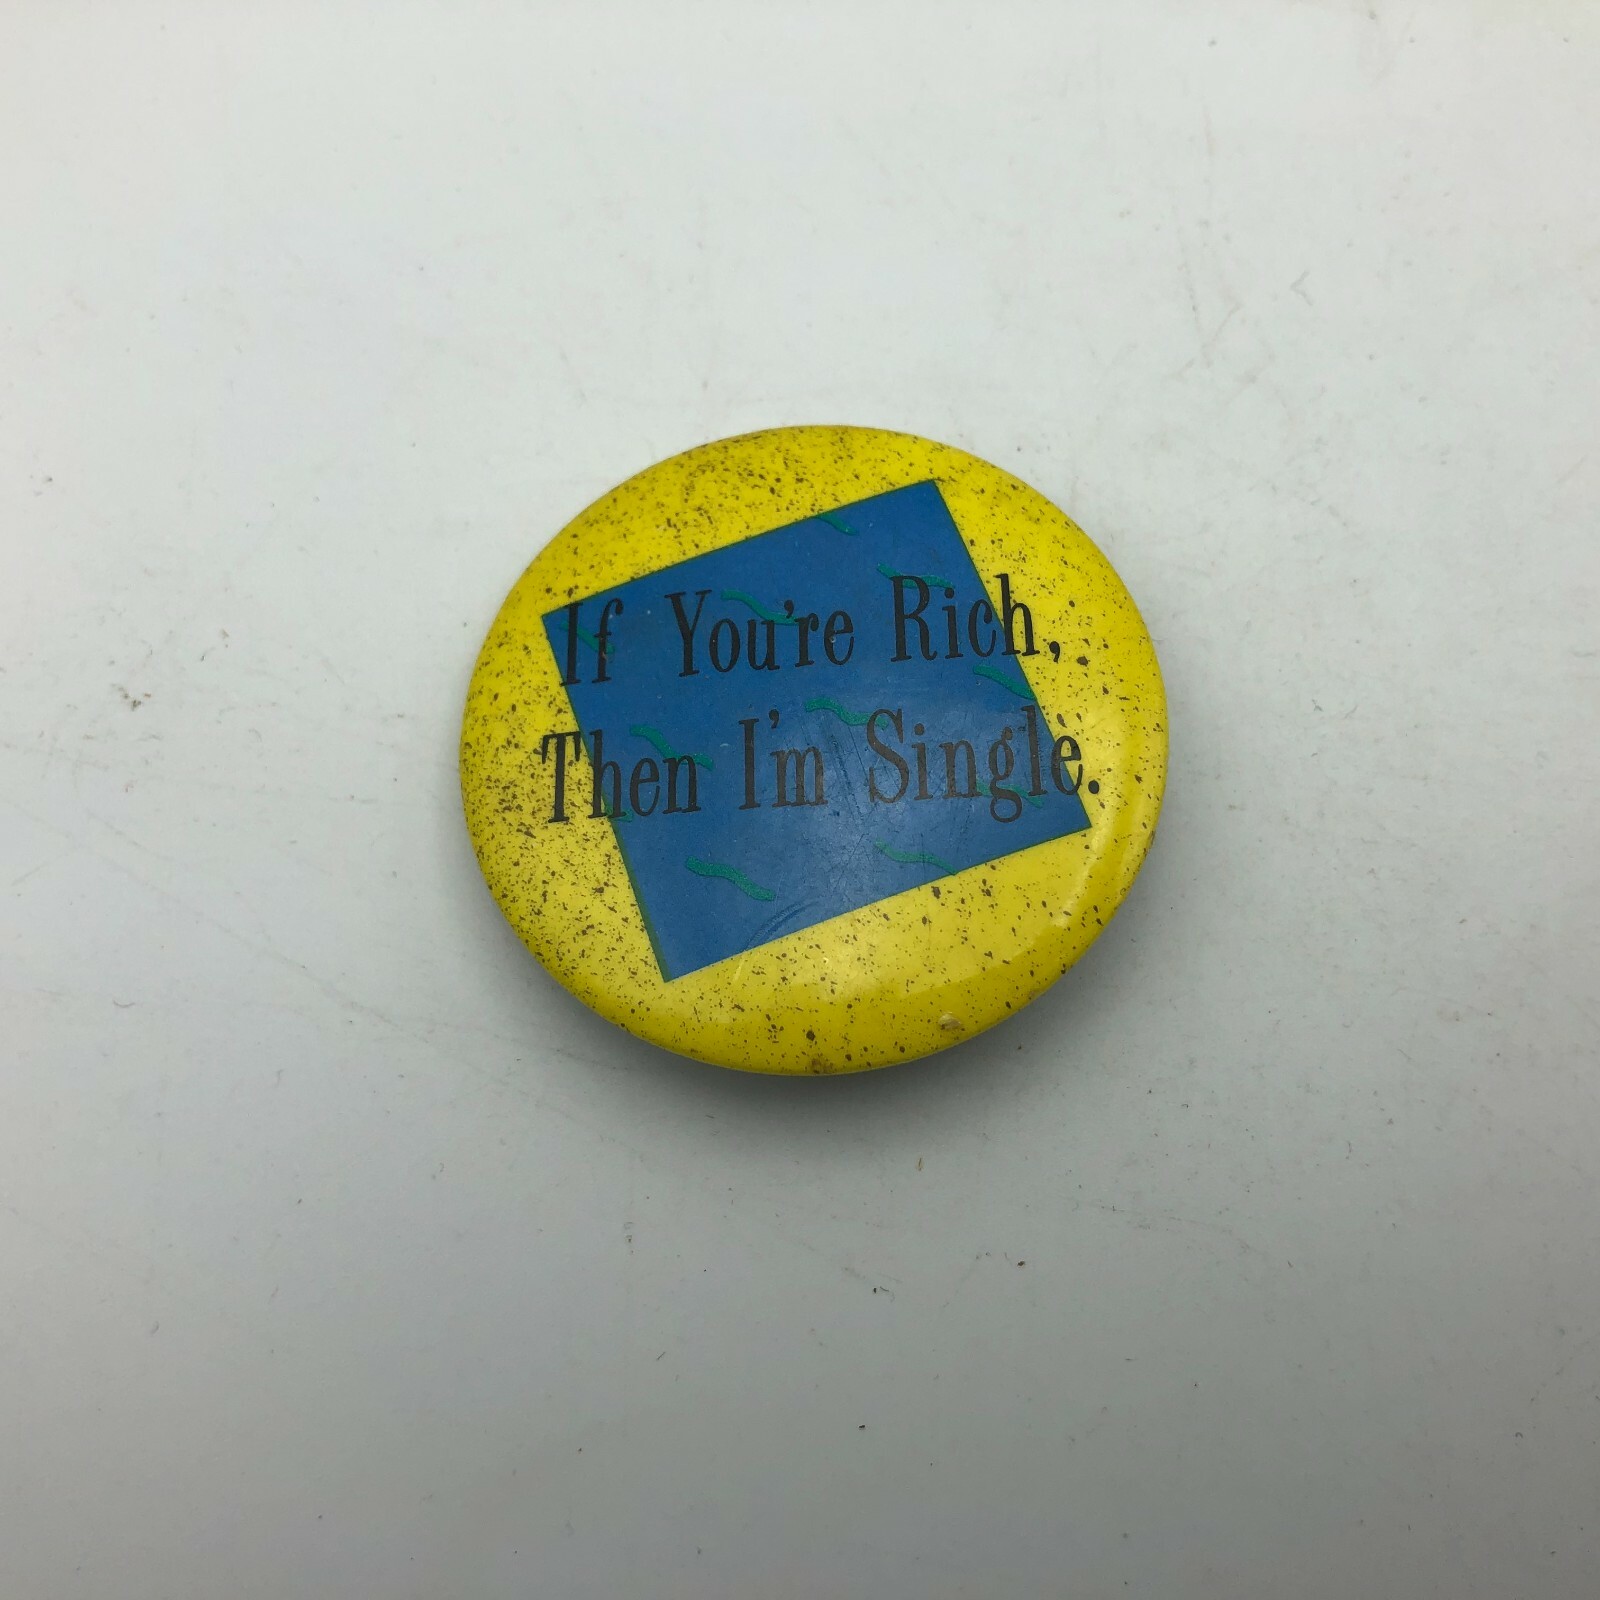 If You're Rich,
Then I'm Single.